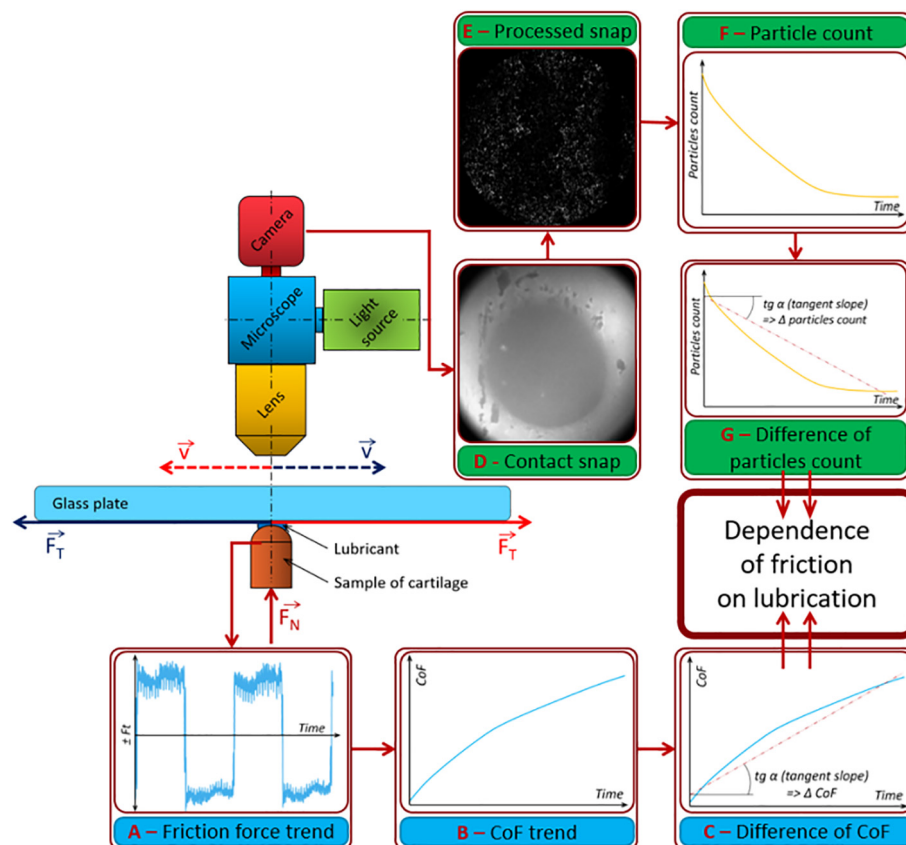 E – Processed snap
F – Particle count
Particles count
Time
Camera
Microscope
Light
source
Lens
Particles count
tg α (tangent slope)
=> Δ particles count
Time
D - Contact snap
G – Difference of
particles count
v
v
Glass plate
F_T
F_T
Lubricant
Sample of cartilage
F_N
Dependence
of friction
on lubrication
± Ft
Time
A – Friction force trend
CoF
Time
B – CoF trend
CoF
tg α (tangent slope)
=> Δ CoF
Time
C – Difference of CoF